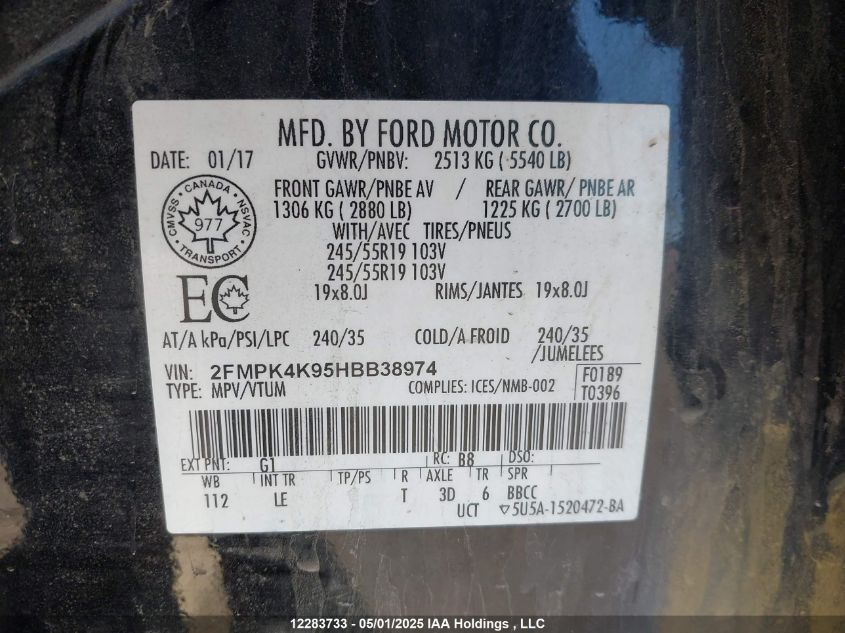 MFD. BY FORD MOTOR CO.
DATE: 01/17 GVWR/PNBV: 2513 KG ( 5540 LB)
FRONT GAWR/PNBE AV / REAR GAWR/ PNBE AR
1306 KG ( 2880 LB) 1225 KG ( 2700 LB)
CANADA
CMVSS NSVAC
977
TRANSPORT
WITH/AVEC TIRES/PNEUS
245/55R19 103V
245/55R19 103V
EC
19x8.0J RIMS/JANTES 19x8.0J
AT/A kPa/PSI/LPC 240/35 COLD/A FROID 240/35
/JUMELEES
VIN: 2FMPK4K95HBB38974
TYPE: MPV/VTUM COMPLIES: ICES/NMB-002
F0189
T0396
EXT PNT: G1 RC: B8 DSO:
WB INT TR TP/PS R AXLE TR SPR
112 LE T 3D 6 BBCC
UCT ▽5U5A-1520472-BA
12283733 - 05/01/2025 IAA Holdings , LLC